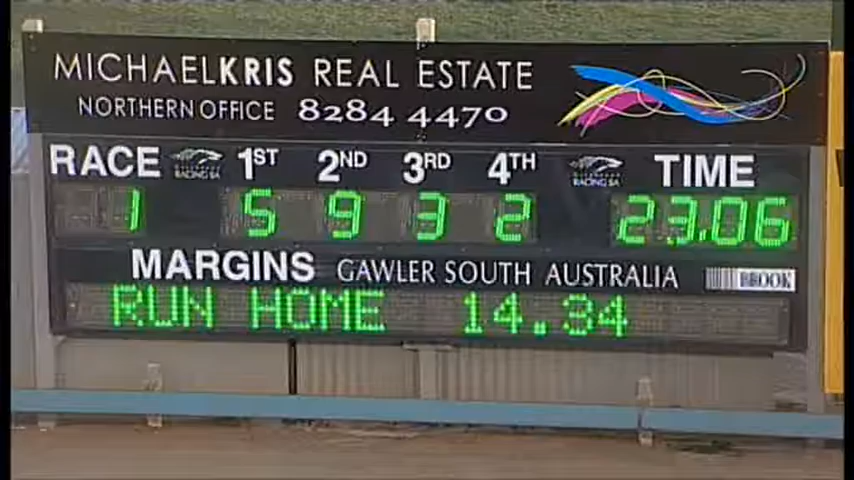 MICHAELKRIS REAL ESTATE
NORTHERN OFFICE 8284 4470
RACE 1ST 2ND 3RD 4TH TIME
1 5 9 3 2 23.06
MARGINS GAWLER SOUTH AUSTRALIA BROOK
RUN HOME 14.34